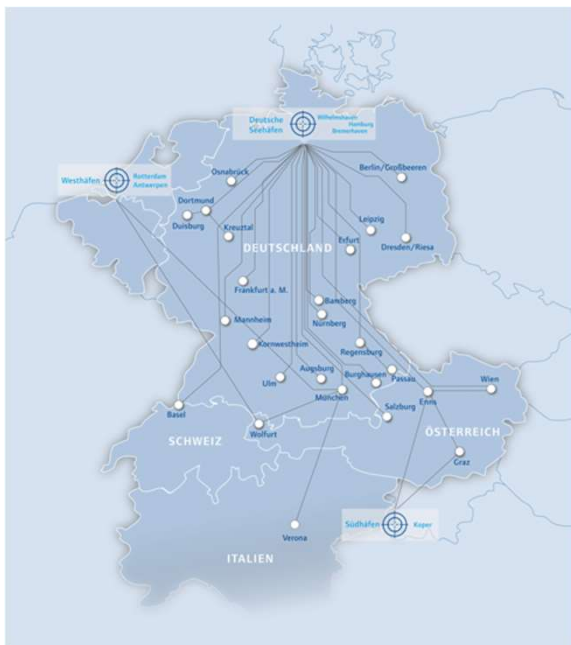 Deutsche
Seehäfen
Wilhelmshaven
Hamburg
Bremerhaven
Westhäfen
Rotterdam
Antwerpen
Osnabrück
Berlin/Großbeeren
Dortmund
Duisburg
Kreuztal
Leipzig
DEUTSCHLAND
Erfurt
Dresden/Riesa
Frankfurt a. M.
Bamberg
Nürnberg
Mannheim
Kornwestheim
Regensburg
Augsburg
Burghausen
Passau
Ulm
München
Enns
Wien
Basel
Salzburg
Wolfurt
SCHWEIZ
ÖSTERREICH
Graz
Südhäfen
Koper
Verona
ITALIEN